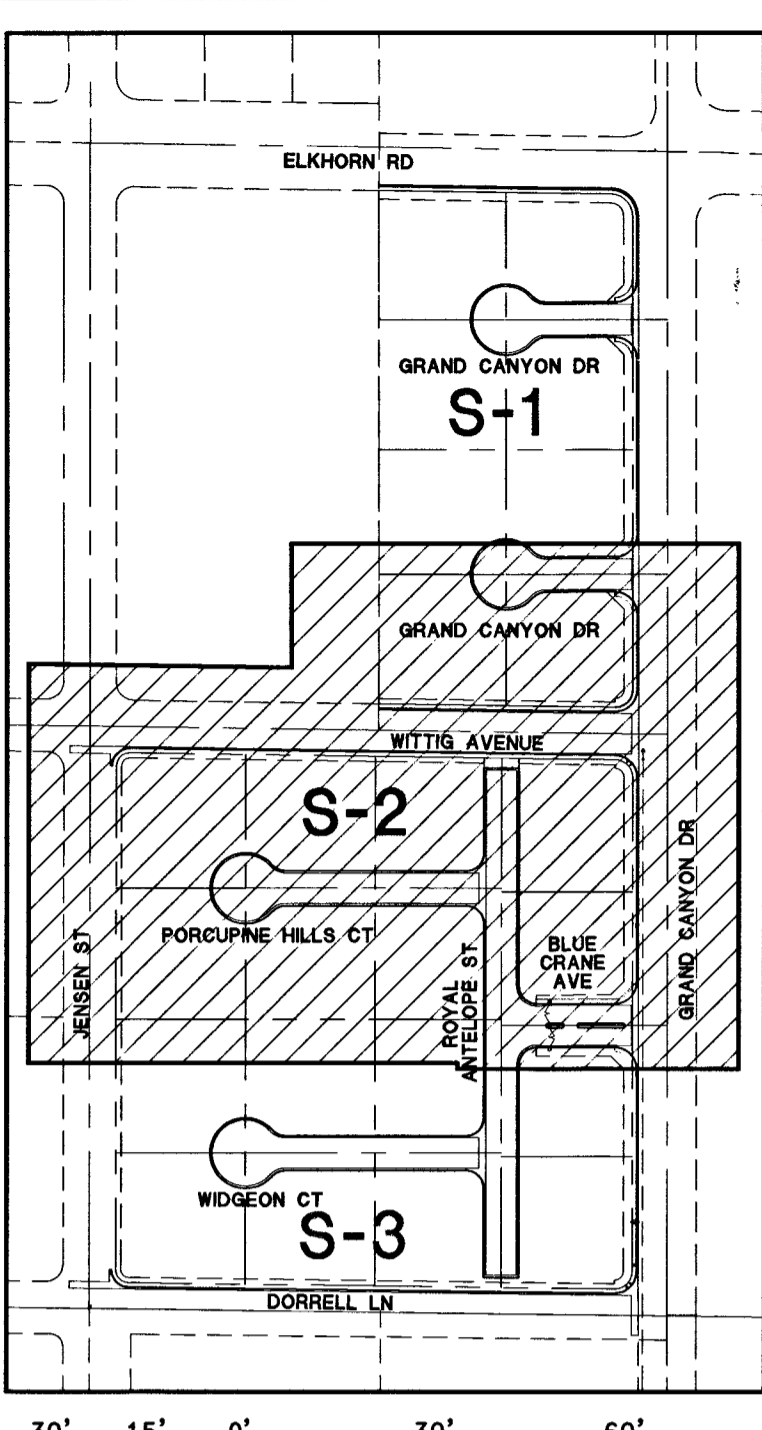 ELKHORN RD
GRAND CANYON DR
S-1
GRAND CANYON DR
WITTIG AVENUE
S-2
PORCUPINE HILLS CT
JENSEN ST
ROYAL
ANTELOPE ST
BLUE
CRANE
AVE
GRAND CANYON DR
WIDGEON CT
S-3
DORRELL LN
30' 15' 0' 30' 60'